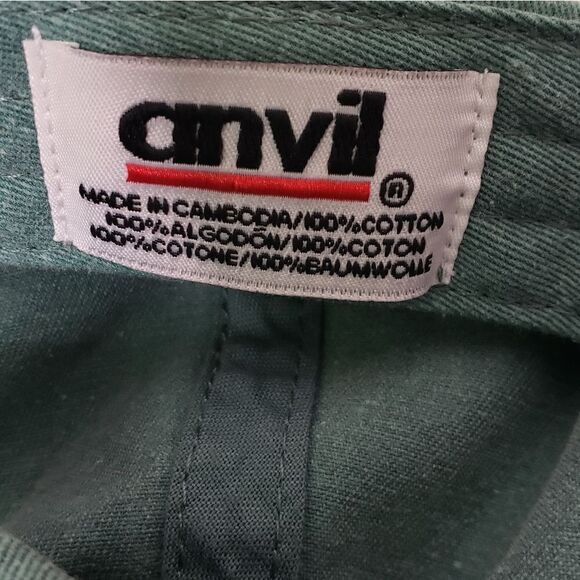 anvil ®
MADE IN CAMBODIA/100%COTTON
100%ALGODÓN/100%COTON
100%COTONE/100%BAUMWOLLE